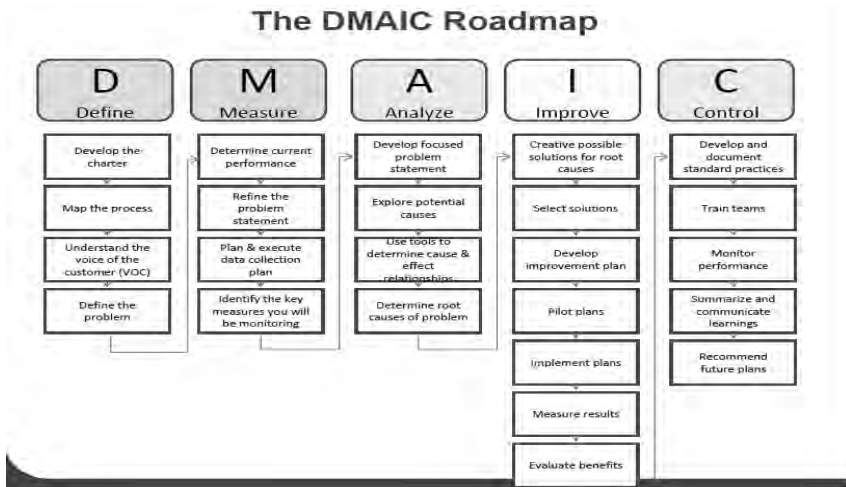 The DMAIC Roadmap
D
Define
Develop the
charter
Map the process
Understand the
voice of the
customer (VOC)
Define the
problem
M
Measure
Determine current
performance
Refine the
problem
statement
Plan & execute
data collection
plan
Identify the key
measures you will
be monitoring
A
Analyze
Develop focused
problem
statement
Explore potential
causes
Use tools to
determine cause &
effect
relationships
Determine root
causes of problem
I
Improve
Creative possible
solutions for root
causes
Select solutions
Develop
improvement plan
Pilot plans
Implement plans
Measure results
Evaluate benefits
C
Control
Develop and
document
standard practices
Train teams
Monitor
performance
Summarize and
communicate
learnings
Recommend
future plans